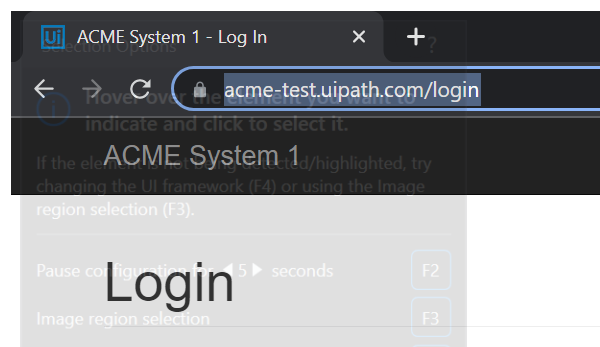 Ui ACME System 1 - Log In
Selection Options ?
acme-test.uipath.com/login
Hover over the element you want to
indicate and click to select it.
ACME System 1
If the element is not being detected/highlighted, try
changing the UI framework (F4) or using the Image
region selection (F3).
Pause configuration for 5 seconds F2
Login
Image region selection F3